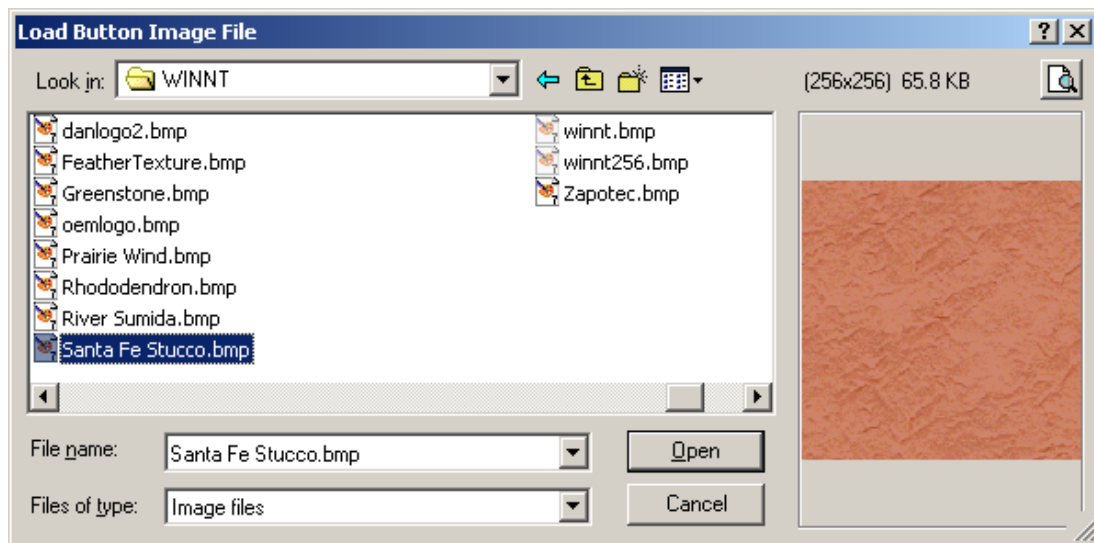 Load Button Image File
Look in: WINNT
(256x256) 65.8 KB
danlogo2.bmp
FeatherTexture.bmp
Greenstone.bmp
oemlogo.bmp
Prairie Wind.bmp
Rhododendron.bmp
River Sumida.bmp
Santa Fe Stucco.bmp
winnt.bmp
winnt256.bmp
Zapotec.bmp
File name: Santa Fe Stucco.bmp
Open
Files of type: Image files
Cancel